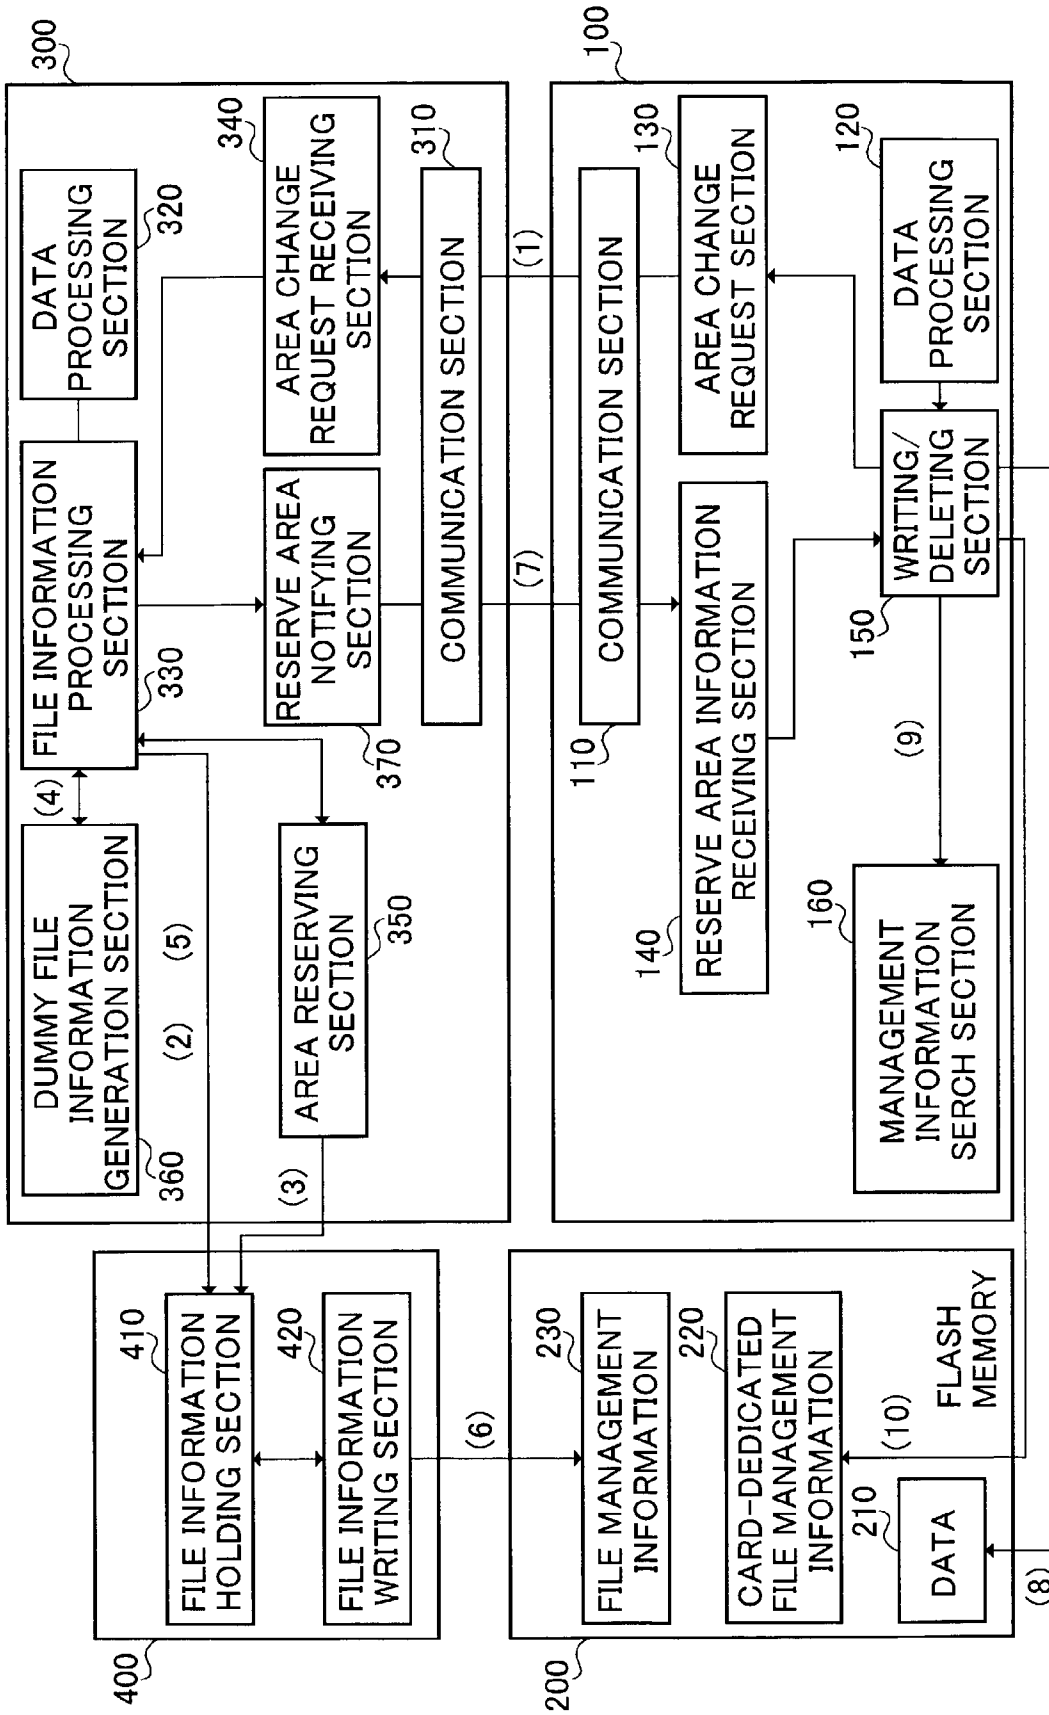 400
410
FILE INFORMATION
HOLDING SECTION
420
FILE INFORMATION
WRITING SECTION
(6)
300
DUMMY FILE
INFORMATION
GENERATION SECTION
360
(4)
FILE INFORMATION
PROCESSING
SECTION
330
DATA
PROCESSING
SECTION
320
(2)
(5)
(3)
AREA RESERVING
SECTION
350
RESERVE AREA
NOTIFYING
SECTION
370
340
AREA CHANGE
REQUEST RECEIVING
SECTION
310
COMMUNICATION SECTION
(7)
(1)
200
230
FILE MANAGEMENT
INFORMATION
220
CARD-DEDICATED
FILE MANAGEMENT
INFORMATION
(10)
210
DATA
FLASH
MEMORY
(8)
100
110
COMMUNICATION SECTION
140
RESERVE AREA INFORMATION
RECEIVING SECTION
130
AREA CHANGE
REQUEST SECTION
160
MANAGEMENT
INFORMATION
SERCH SECTION
(9)
150
WRITING/
DELETING
SECTION
120
DATA
PROCESSING
SECTION